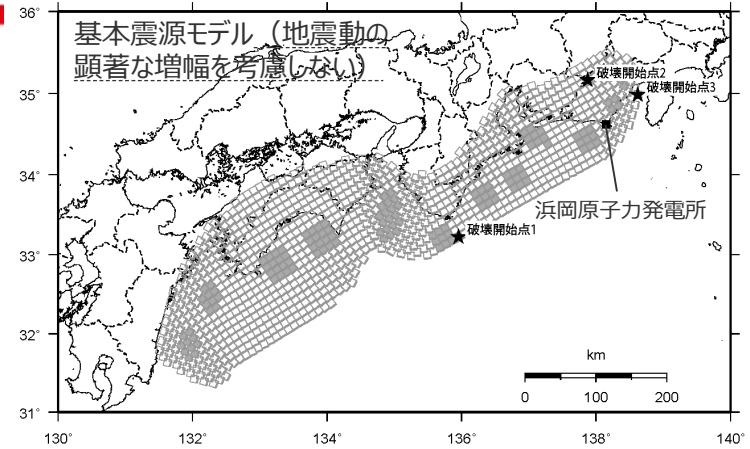 基本震源モデル（地震動の
顕著な増幅を考慮しない）
36°
35°
34°
33°
32°
31°
破壊開始点2
破壊開始点3
浜岡原子力発電所
破壊開始点1
km
0 100 200
130° 132° 134° 136° 138° 140°